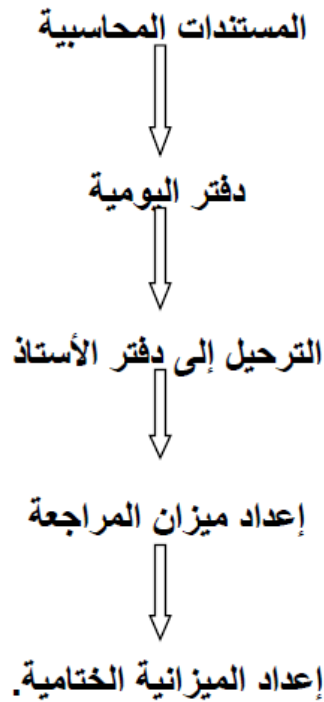 المستندات المحاسبية
دفتر اليومية
الترحيل إلى دفتر الأستاذ
إعداد ميزان المراجعة
إعداد الميزانية الختامية.